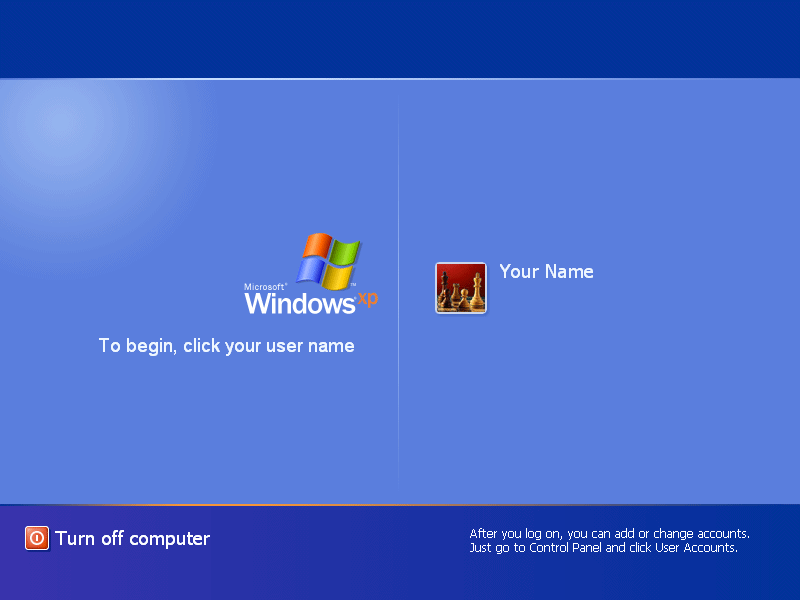 Microsoft®
Windows xp™
To begin, click your user name
Your Name
Turn off computer
After you log on, you can add or change accounts.
Just go to Control Panel and click User Accounts.